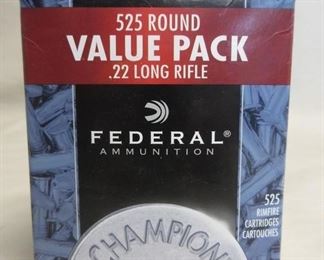 525 ROUND
VALUE PACK
.22 LONG RIFLE
FEDERAL®
AMMUNITION
525
RIMFIRE
CARTRIDGES
CARTOUCHES
CHAMPION